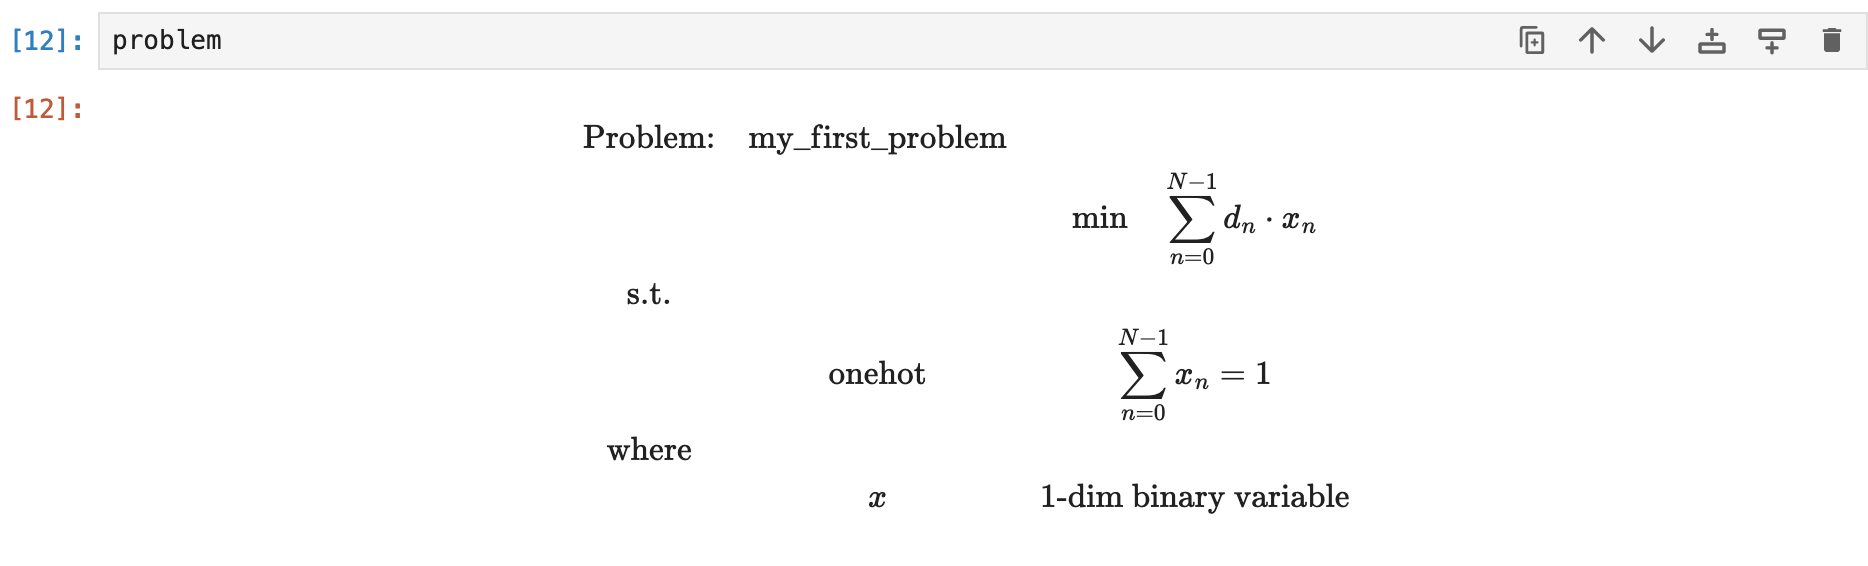 [12]: problem
[12]:
Problem: my_first_problem
min $\sum_{n=0}^{N-1} d_n \cdot x_n$
s.t.
onehot $\sum_{n=0}^{N-1} x_n = 1$
where
$x$ 1-dim binary variable